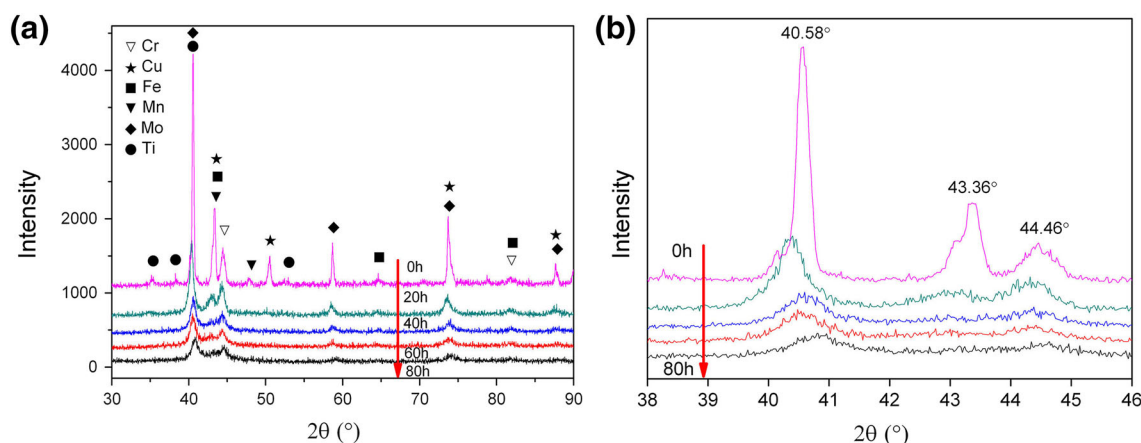 (a)
Cr
Cu
Fe
Mn
Mo
Ti
4000
3000
2000
1000
0
Intensity
0h
20h
40h
60h
80h
30 40 50 60 70 80 90
2θ (°)
(b)
40.58°
43.36°
44.46°
Intensity
0h
80h
38 39 40 41 42 43 44 45 46
2θ (°)